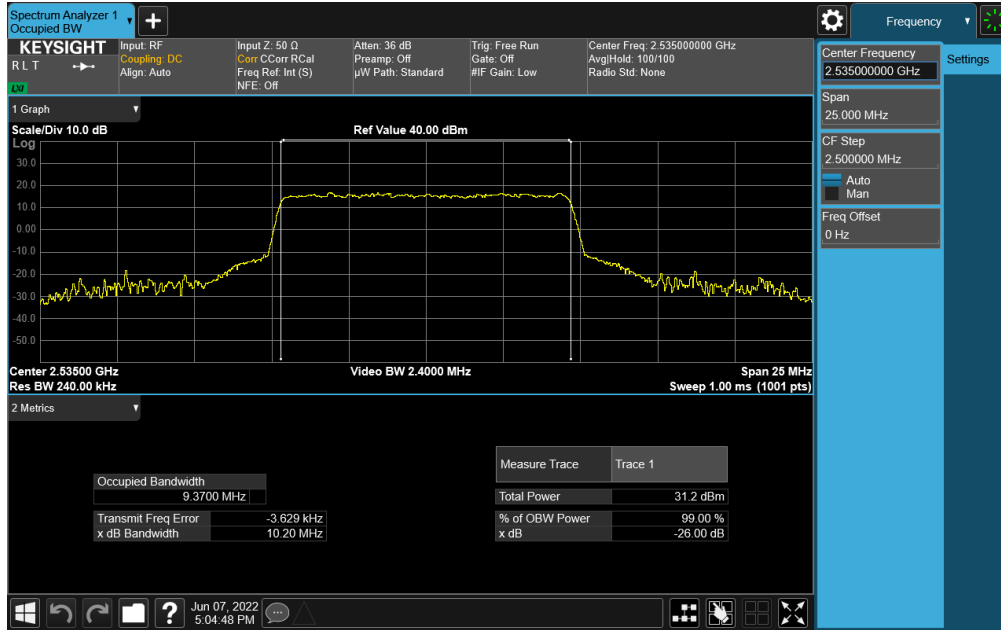 Spectrum Analyzer 1
Occupied BW
Frequency
KEYSIGHT
R L T
LXI
Input: RF
Coupling: DC
Align: Auto
Input Z: 50 Ω
Corr CCorr RCal
Freq Ref: Int (S)
NFE: Off
Atten: 36 dB
Preamp: Off
µW Path: Standard
Trig: Free Run
Gate: Off
#IF Gain: Low
Center Freq: 2.535000000 GHz
Avg|Hold: 100/100
Radio Std: None
Center Frequency
2.535000000 GHz
Settings
Span
25.000 MHz
CF Step
2.500000 MHz
Auto
Man
Freq Offset
0 Hz
1 Graph
Scale/Div 10.0 dB
Ref Value 40.00 dBm
Log
30.0
20.0
10.0
0.00
-10.0
-20.0
-30.0
-40.0
-50.0
Center 2.53500 GHz
Video BW 2.4000 MHz
Span 25 MHz
Res BW 240.00 kHz
Sweep 1.00 ms (1001 pts)
2 Metrics
Occupied Bandwidth
9.3700 MHz
Transmit Freq Error -3.629 kHz
x dB Bandwidth 10.20 MHz
Measure Trace Trace 1
Total Power 31.2 dBm
% of OBW Power 99.00 %
x dB -26.00 dB
Jun 07, 2022
5:04:48 PM